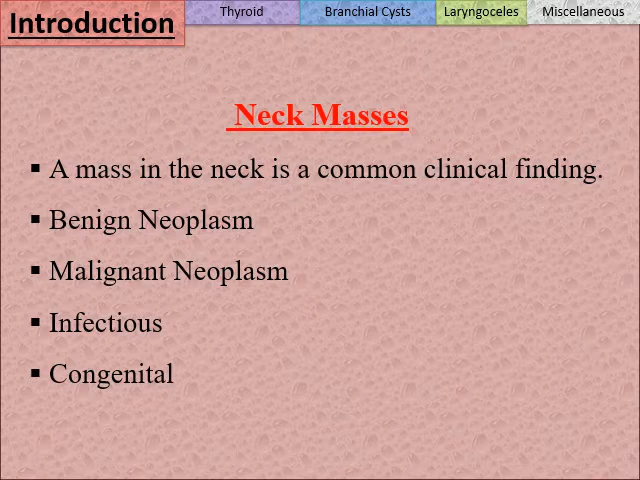 Introduction
Thyroid
Branchial Cysts
Laryngoceles
Miscellaneous
Neck Masses
▪ A mass in the neck is a common clinical finding.
▪ Benign Neoplasm
▪ Malignant Neoplasm
▪ Infectious
▪ Congenital